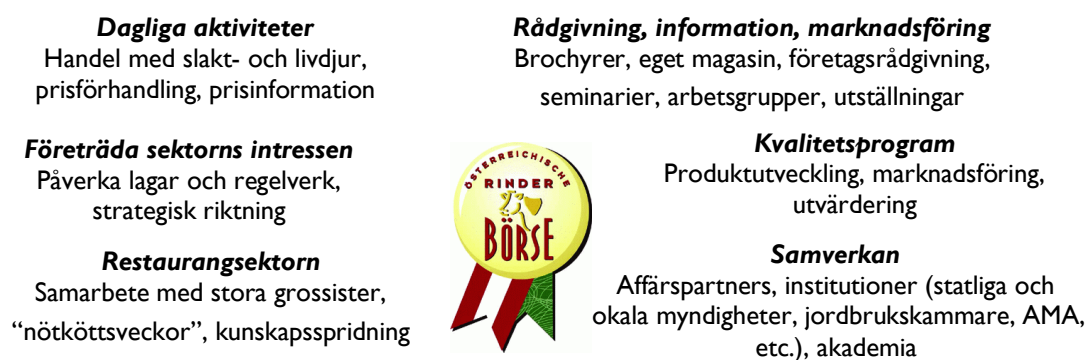 Dagliga aktiviteter
Handel med slakt- och livdjur,
prisförhandling, prisinformation
Rådgivning, information, marknadsföring
Brochyrer, eget magasin, företagsrådgivning,
seminarier, arbetsgrupper, utställningar
Företräda sektorns intressen
Påverka lagar och regelverk,
strategisk riktning
ÖSTERREICHISCHE
RINDER
BÖRSE
Kvalitetsprogram
Produktutveckling, marknadsföring,
utvärdering
Restaurangsektorn
Samarbete med stora grossister,
“nötköttsveckor”, kunskapsspridning
Samverkan
Affärspartners, institutioner (statliga och
okala myndigheter, jordbrukskammare, AMA,
etc.), akademia